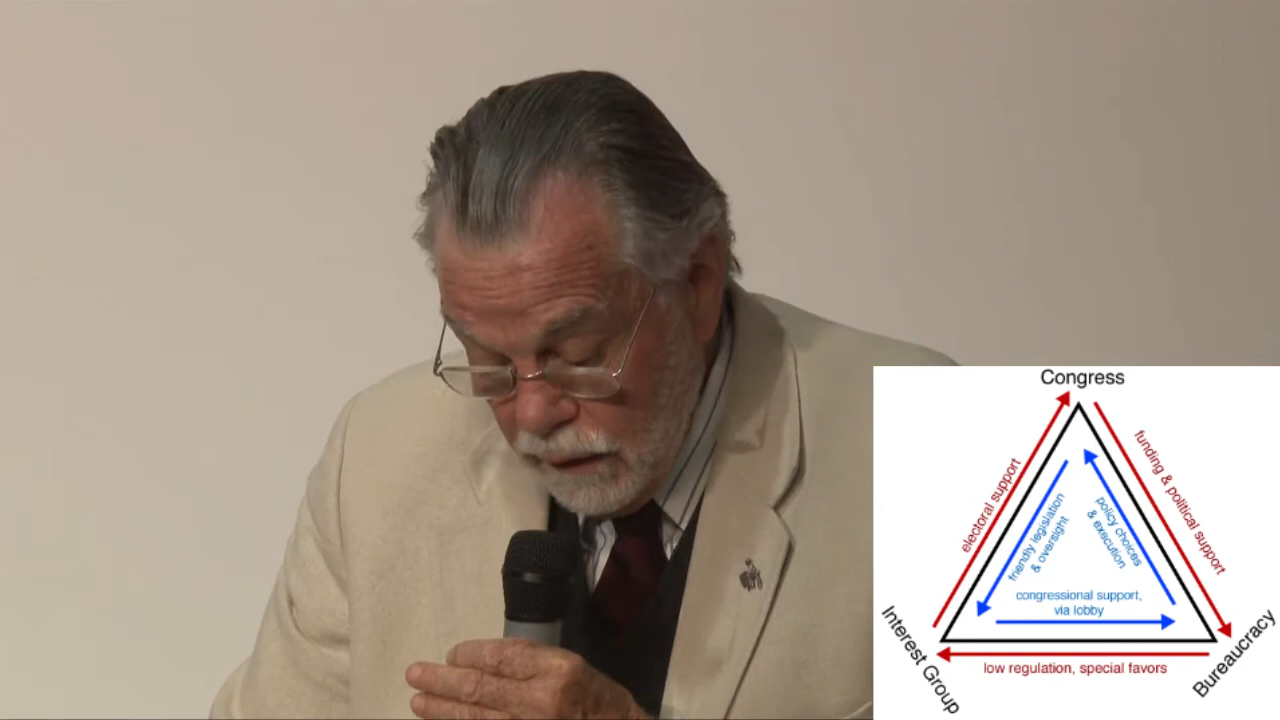 Congress
electoral support
funding & political support
friendly legislation
& oversight
policy choices
& execution
congressional support,
via lobby
Interest Group
Bureaucracy
low regulation, special favors